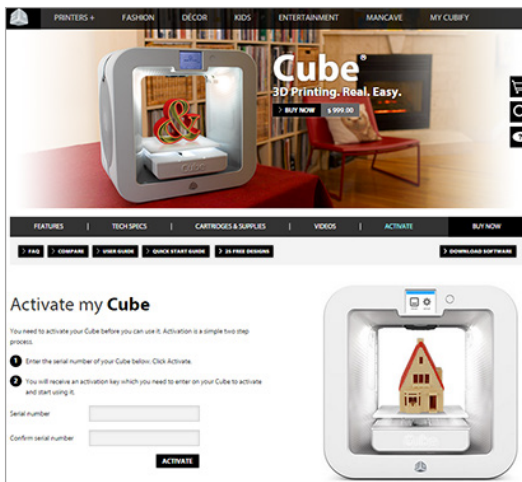 PRINTERS +
FASHION
DÉCOR
KIDS
ENTERTAINMENT
MANCAVE
MY CUBIFY
Cube®
3D Printing. Real. Easy.
> BUY NOW
$ 999.00
Cube
FEATURES | TECH SPECS | CARTRIDGES & SUPPLIES | VIDEOS | ACTIVATE
BUY NOW
> FAQ
> COMPARE
> USER GUIDE
> QUICK START GUIDE
> 25 FREE DESIGNS
> DOWNLOAD SOFTWARE
Activate my Cube
You need to activate your Cube before you can use it. Activation is a simple two step
process.
1 Enter the serial number of your Cube below. Click Activate.
2 You will receive an activation key which you need to enter on your Cube to activate
and start using it.
Serial number
Confirm serial number
ACTIVATE
Cube